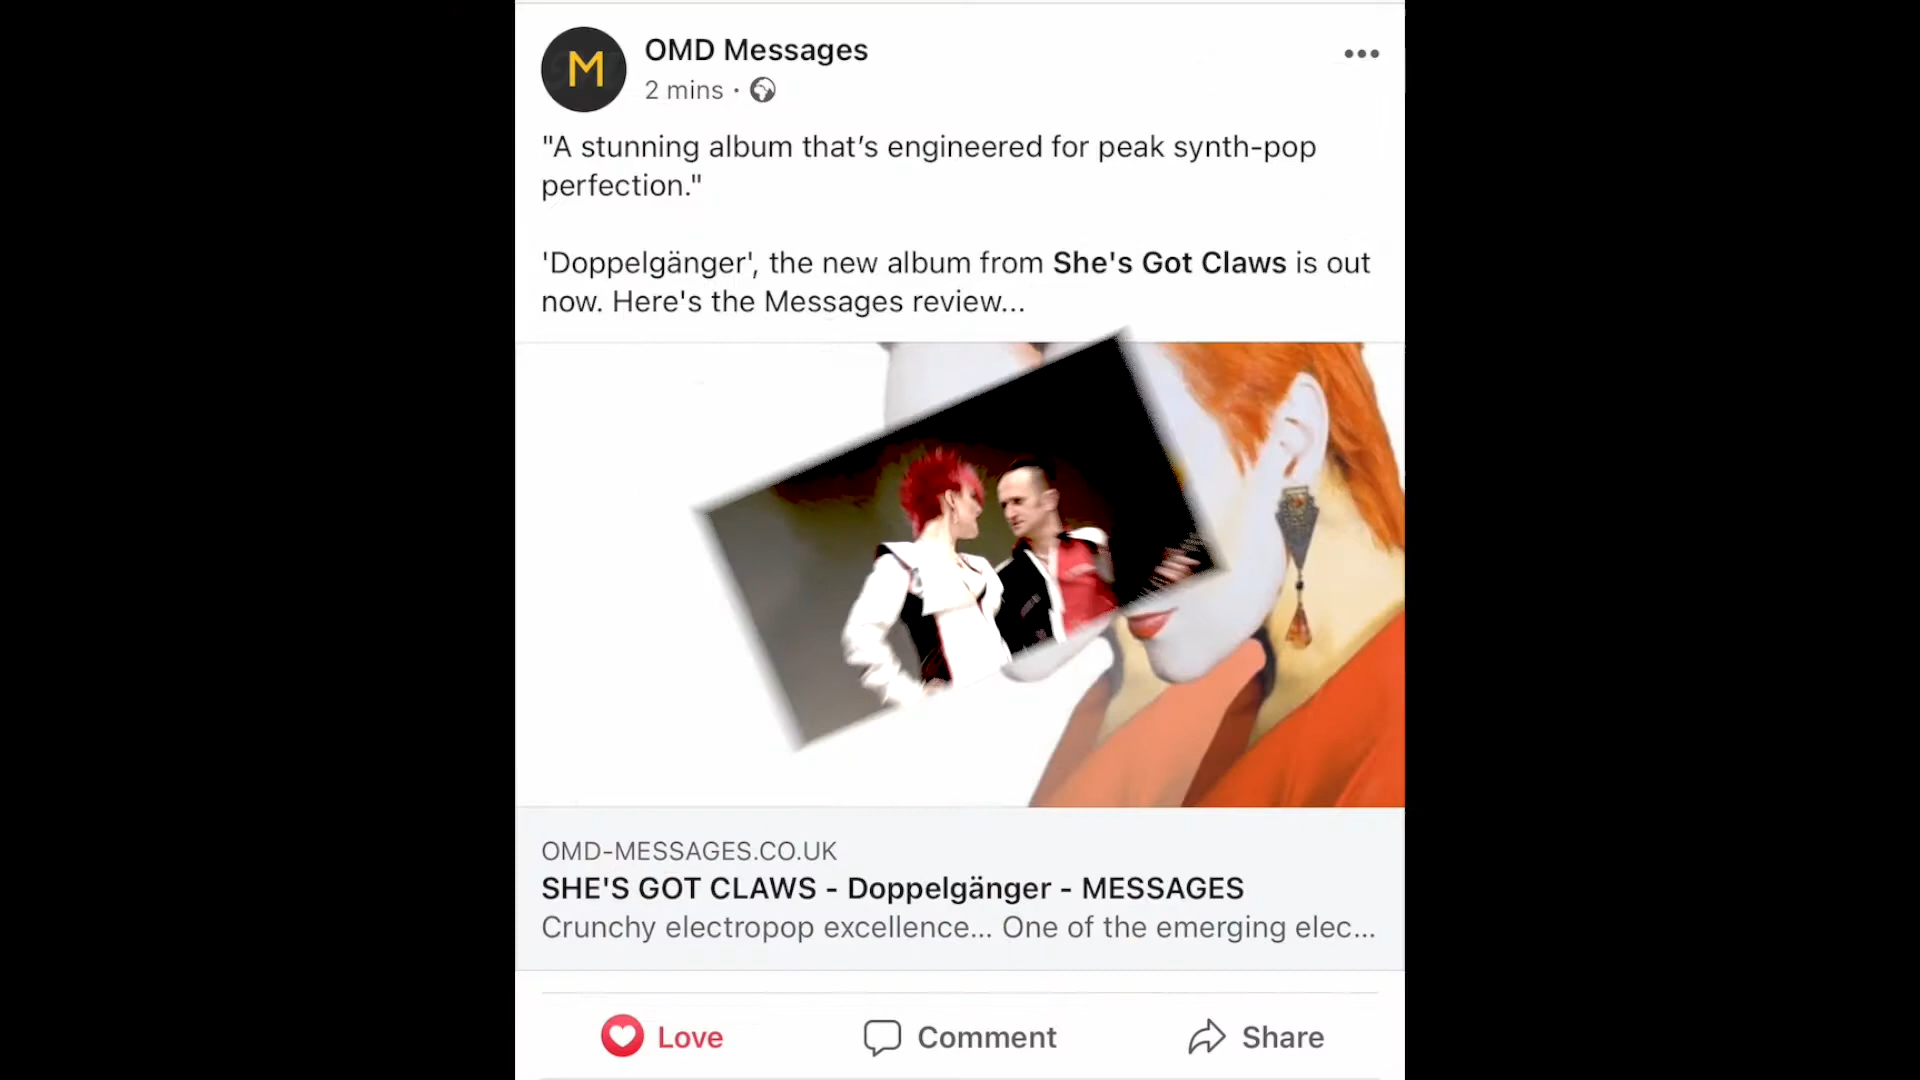 M
OMD Messages
2 mins ·
"A stunning album that’s engineered for peak synth-pop
perfection."
'Doppelgänger', the new album from She's Got Claws is out
now. Here's the Messages review...
OMD-MESSAGES.CO.UK
SHE'S GOT CLAWS - Doppelgänger - MESSAGES
Crunchy electropop excellence... One of the emerging elec...
Love Comment Share